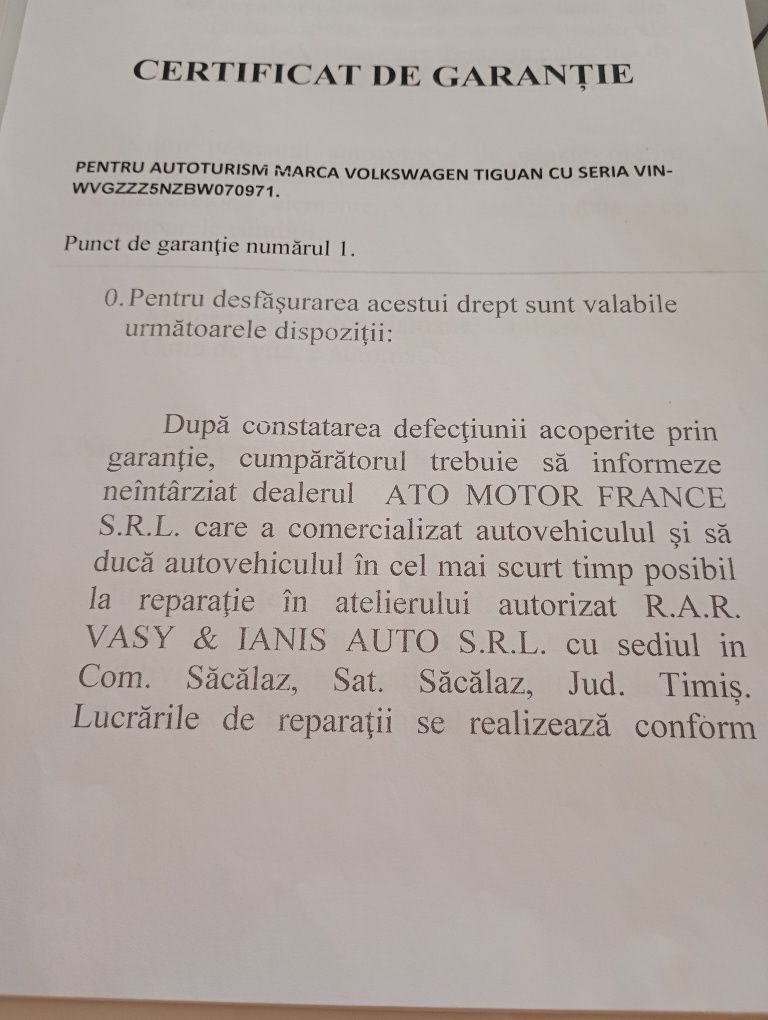 CERTIFICAT DE GARANȚIE
PENTRU AUTOTURISM MARCA VOLKSWAGEN TIGUAN CU SERIA VIN-
WVGZZZ5NZBW070971.
Punct de garanţie numărul 1.
0. Pentru desfăşurarea acestui drept sunt valabile
următoarele dispoziţii:
După constatarea defecţiunii acoperite prin
garanţie, cumpărătorul trebuie să informeze
neîntârziat dealerul ATO MOTOR FRANCE
S.R.L. care a comercializat autovehiculul şi să
ducă autovehiculul în cel mai scurt timp posibil
la reparaţie în atelierului autorizat R.A.R.
VASY & IANIS AUTO S.R.L. cu sediul in
Com. Săcălaz, Sat. Săcălaz, Jud. Timiş.
Lucrările de reparaţii se realizează conform